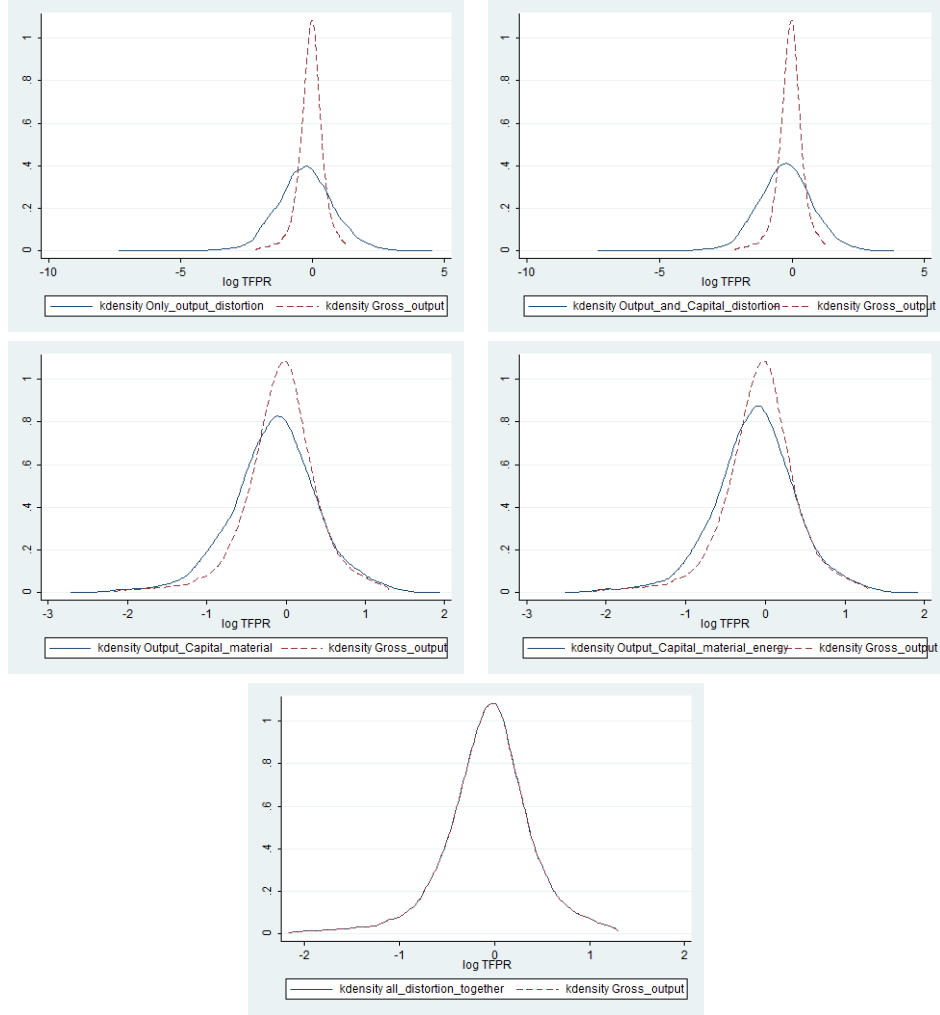 1
.8
.6
.4
.2
0
-10 -5 0 5
log TFPR
kdensity Only_output_distortion kdensity Gross_output
1
.8
.6
.4
.2
0
-10 -5 0 5
log TFPR
kdensity Output_and_Capital_distortion kdensity Gross_output
1
.8
.6
.4
.2
0
-3 -2 -1 0 1 2
log TFPR
kdensity Output_Capital_material kdensity Gross_output
1
.8
.6
.4
.2
0
-3 -2 -1 0 1 2
log TFPR
kdensity Output_Capital_material_energy kdensity Gross_output
1
.8
.6
.4
.2
0
-2 -1 0 1 2
log TFPR
kdensity all_distortion_together kdensity Gross_output